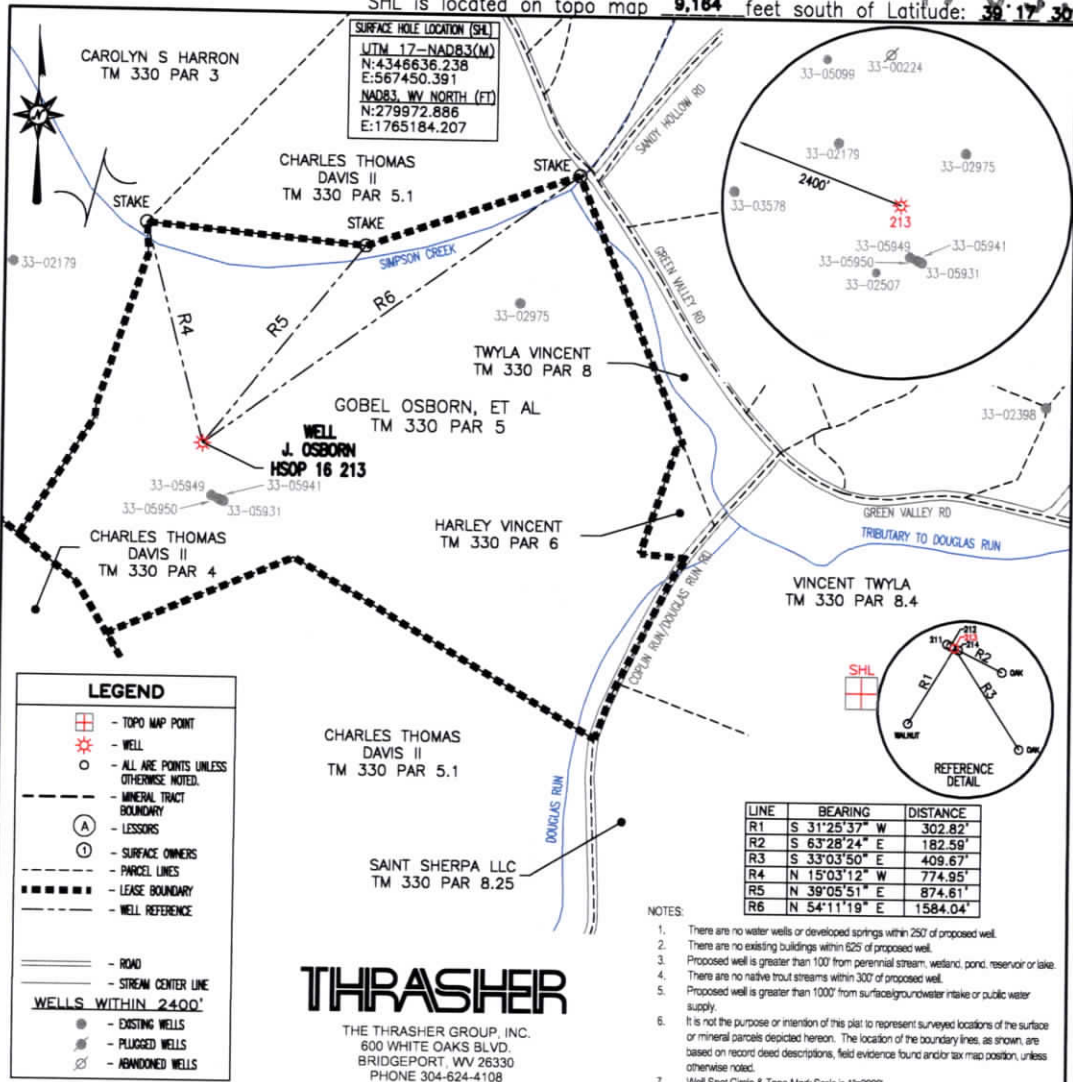 SHL is located on topo map 9,164 feet south of Latitude: 39° 17' 30
SURFACE HOLE LOCATION (SHL)
UTM 17-NAD83(M)
N:4346636.238
E:567450.391
NAD83, WV NORTH (FT)
N:279972.886
E:1765184.207
CAROLYN S HARRON
TM 330 PAR 3
N
CHARLES THOMAS
DAVIS II
TM 330 PAR 5.1
STAKE
STAKE
STAKE
SANDY HOLLOW RD
SIMPSON CREEK
GREEN VALLEY RD
33-05099
33-00224
33-02179
33-02975
2400'
33-03578
213
33-05949
33-05941
33-05950
33-05931
33-02507
33-02179
R4
R5
R6
33-02975
TWYLA VINCENT
TM 330 PAR 8
GOBEL OSBORN, ET AL
TM 330 PAR 5
WELL
J. OSBORN
HSOP 16 213
33-02398
33-05949
33-05941
33-05950
33-05931
GREEN VALLEY RD
TRIBUTARY TO DOUGLAS RUN
HARLEY VINCENT
TM 330 PAR 6
CHARLES THOMAS
DAVIS II
TM 330 PAR 4
COPLIN RUN/DOUGLAS RUN RD
VINCENT TWYLA
TM 330 PAR 8.4
SHL
211
212
213
214
R1
R2
R3
OAK
WALNUT
OAK
REFERENCE
DETAIL
CHARLES THOMAS
DAVIS II
TM 330 PAR 5.1
DOUGLAS RUN
SAINT SHERPA LLC
TM 330 PAR 8.25
LEGEND
- TOPO MAP POINT
- WELL
- ALL ARE POINTS UNLESS
OTHERWISE NOTED.
- MINERAL TRACT
BOUNDARY
A - LESSORS
1 - SURFACE OWNERS
- PARCEL LINES
- LEASE BOUNDARY
- WELL REFERENCE
- ROAD
- STREAM CENTER LINE
WELLS WITHIN 2400'
- EXISTING WELLS
- PLUGGED WELLS
- ABANDONED WELLS
LINE BEARING DISTANCE
R1 S 31°25'37" W 302.82'
R2 S 63°28'24" E 182.59'
R3 S 33°03'50" E 409.67'
R4 N 15°03'12" W 774.95'
R5 N 39°05'51" E 874.61'
R6 N 54°11'19" E 1584.04'
THRASHER
THE THRASHER GROUP, INC.
600 WHITE OAKS BLVD.
BRIDGEPORT, WV 26330
PHONE 304-624-4108
NOTES:
1. There are no water wells or developed springs within 250' of proposed well.
2. There are no existing buildings within 625' of proposed well.
3. Proposed well is greater than 100' from perennial stream, wetland, pond, reservoir or lake.
4. There are no native trout streams within 300' of proposed well.
5. Proposed well is greater than 1000' from surface/groundwater intake or public water
supply.
6. It is not the purpose or intention of this plat to represent surveyed locations of the surface
or mineral parcels depicted hereon. The location of the boundary lines, as shown, are
based on record deed descriptions, field evidence found and/or tax map position, unless
otherwise noted.
7.